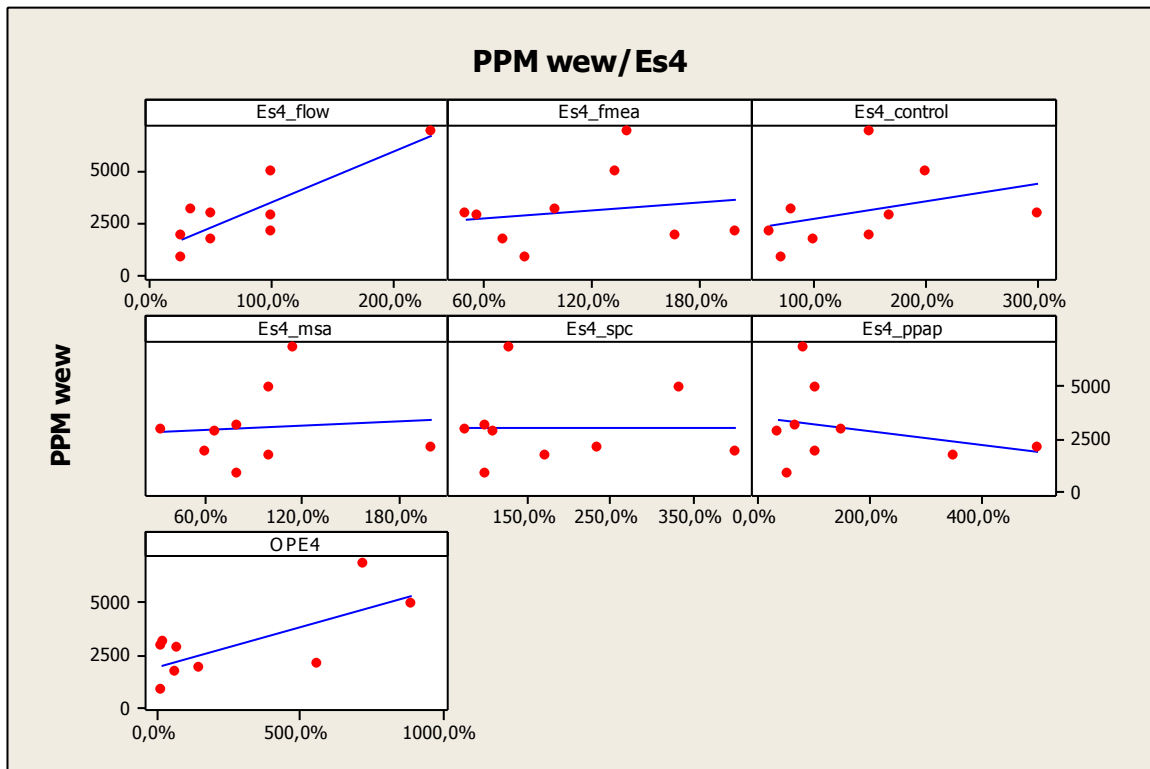 PPM wew/Es4
Es4_flow Es4_fmea Es4_control
5000
2500
0
0,0% 100,0% 200,0% 60,0% 120,0% 180,0% 100,0% 200,0% 300,0%
Es4_msa Es4_spc Es4_ppap
5000
2500
0
60,0% 120,0% 180,0% 150,0% 250,0% 350,0% 0,0% 200,0% 400,0%
OPE4
5000
2500
0
0,0% 500,0% 1000,0%
PPM wew